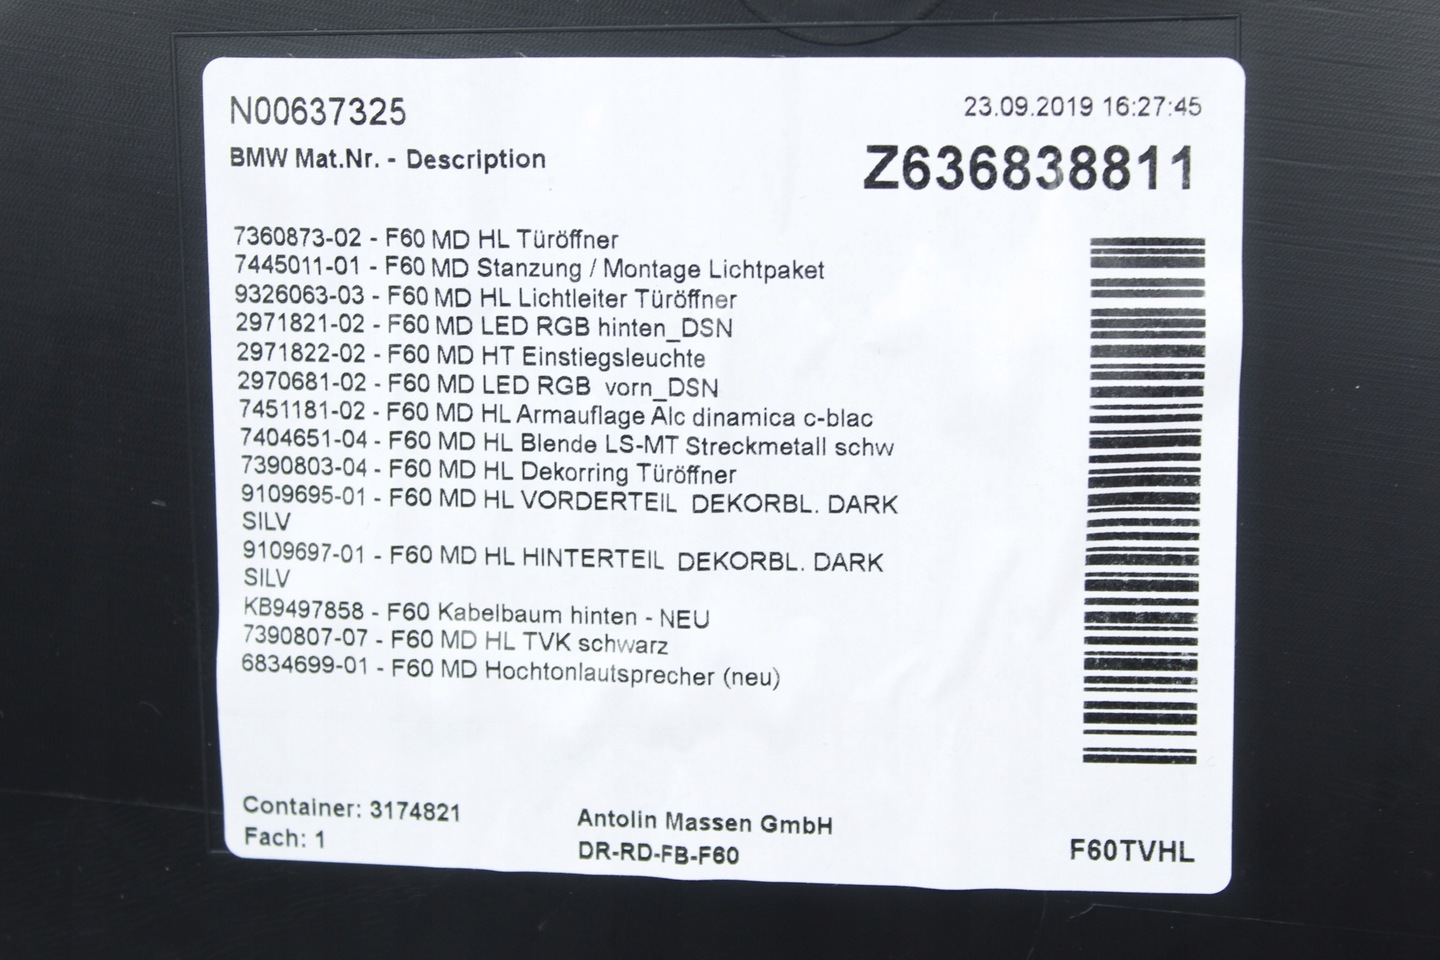 N00637325
23.09.2019 16:27:45
BMW Mat.Nr. - Description
Z636838811
7360873-02 - F60 MD HL Türöffner
7445011-01 - F60 MD Stanzung / Montage Lichtpaket
9326063-03 - F60 MD HL Lichtleiter Türöffner
2971821-02 - F60 MD LED RGB hinten_DSN
2971822-02 - F60 MD HT Einstiegsleuchte
2970681-02 - F60 MD LED RGB vorn_DSN
7451181-02 - F60 MD HL Armauflage Alc dinamica c-blac
7404651-04 - F60 MD HL Blende LS-MT Streckmetall schw
7390803-04 - F60 MD HL Dekorring Türöffner
9109695-01 - F60 MD HL VORDERTEIL DEKORBL. DARK
SILV
9109697-01 - F60 MD HL HINTERTEIL DEKORBL. DARK
SILV
KB9497858 - F60 Kabelbaum hinten - NEU
7390807-07 - F60 MD HL TVK schwarz
6834699-01 - F60 MD Hochtonlautsprecher (neu)
Container: 3174821
Fach: 1
Antolin Massen GmbH
DR-RD-FB-F60
F60TVHL